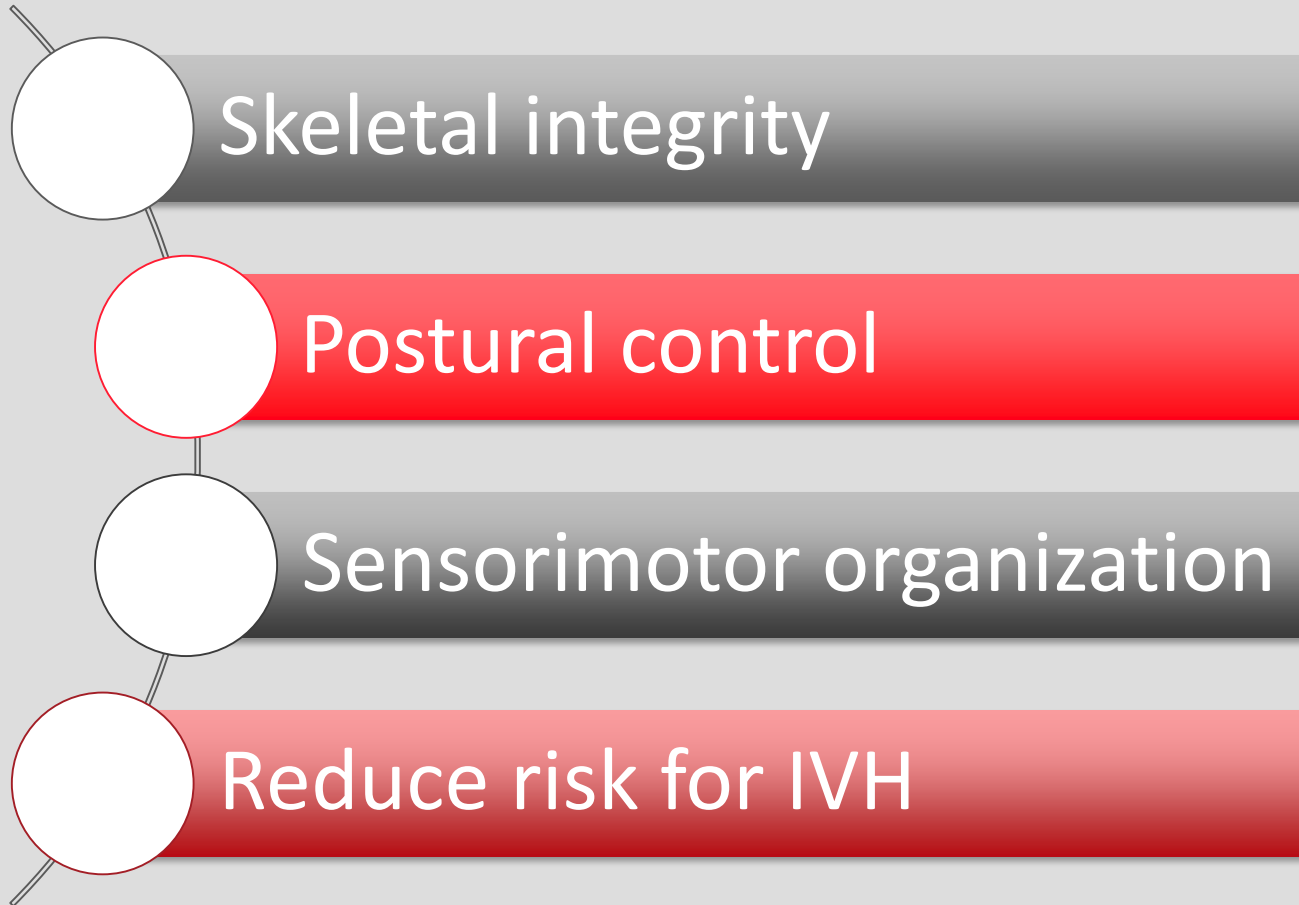 Skeletal integrity
Postural control
Sensorimotor organization
Reduce risk for IVH